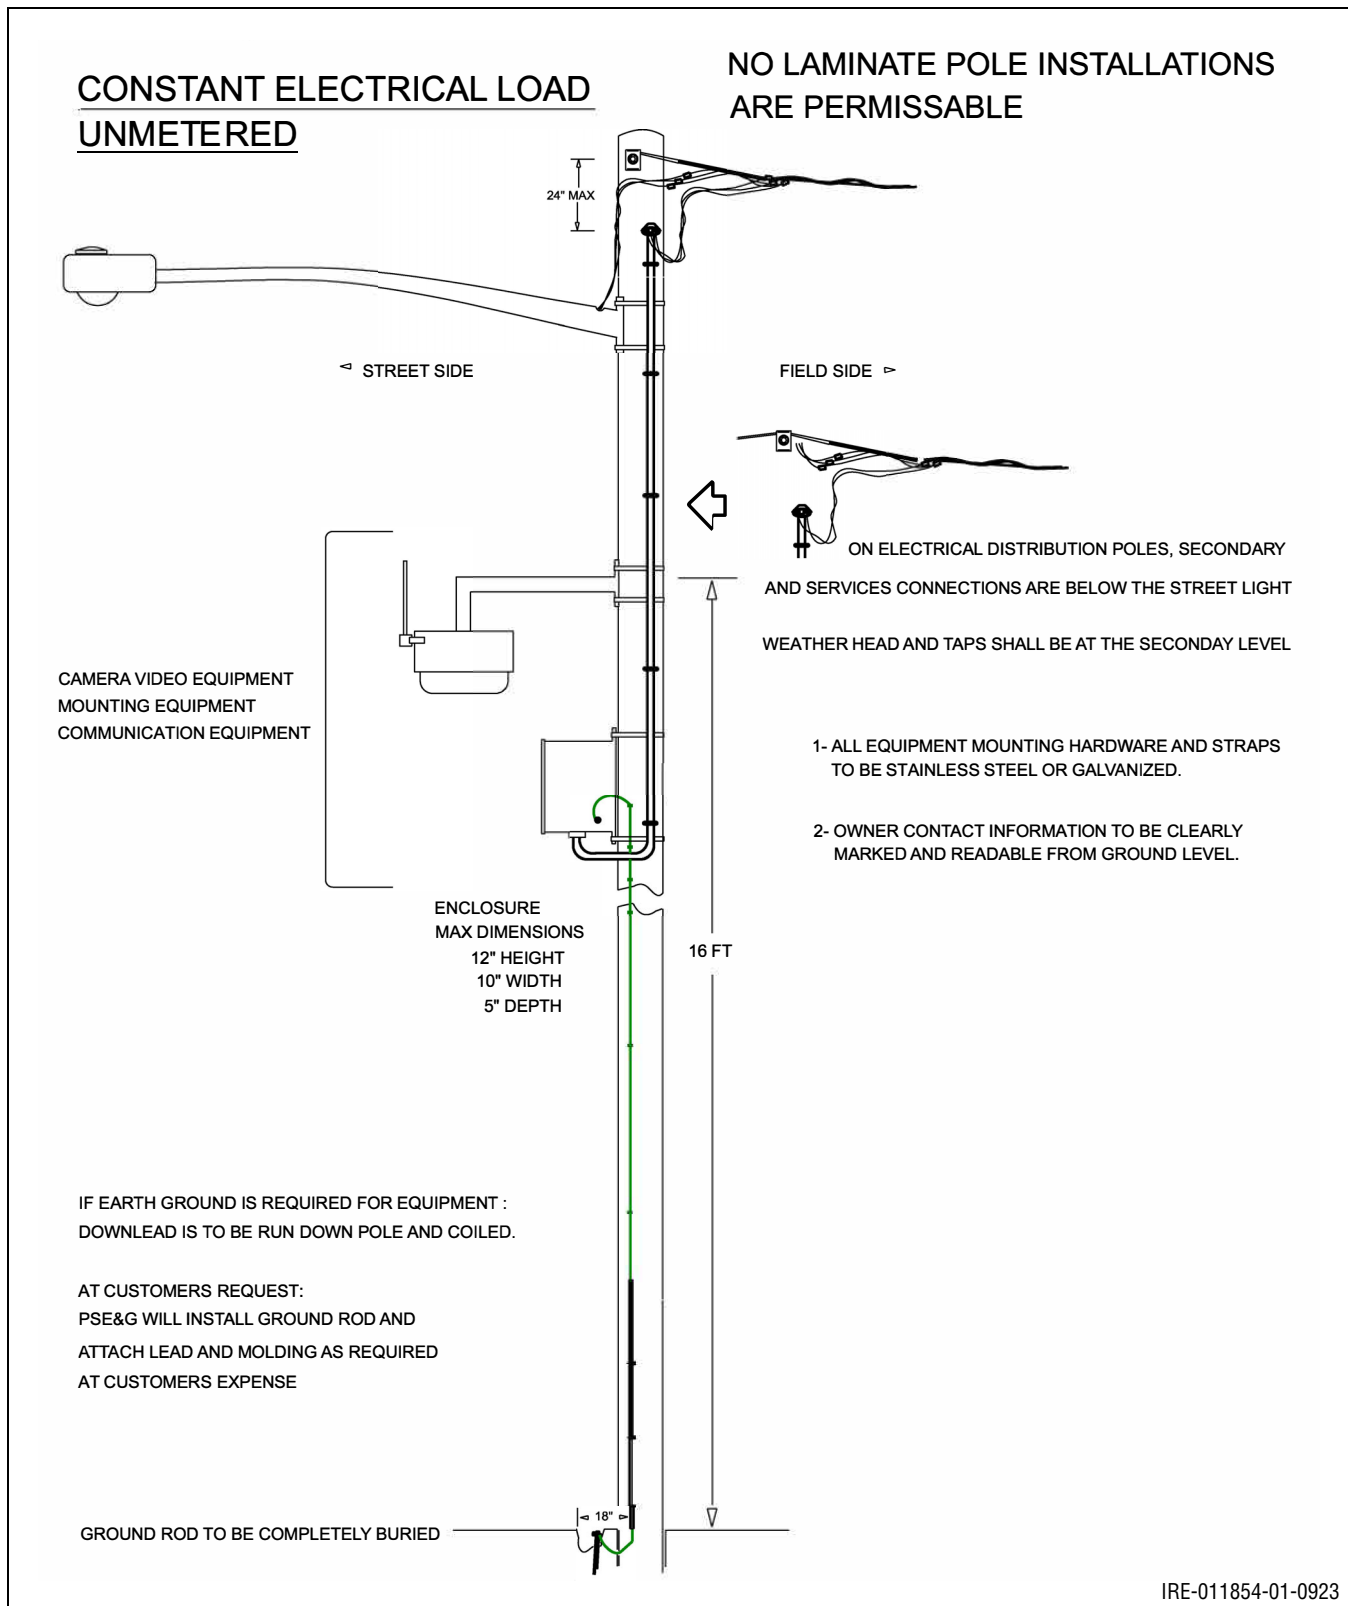 CONSTANT ELECTRICAL LOAD
UNMETERED
NO LAMINATE POLE INSTALLATIONS
ARE PERMISSABLE
24" MAX
STREET SIDE
FIELD SIDE
ON ELECTRICAL DISTRIBUTION POLES, SECONDARY
AND SERVICES CONNECTIONS ARE BELOW THE STREET LIGHT
WEATHER HEAD AND TAPS SHALL BE AT THE SECONDAY LEVEL
CAMERA VIDEO EQUIPMENT
MOUNTING EQUIPMENT
COMMUNICATION EQUIPMENT
1- ALL EQUIPMENT MOUNTING HARDWARE AND STRAPS
TO BE STAINLESS STEEL OR GALVANIZED.
2- OWNER CONTACT INFORMATION TO BE CLEARLY
MARKED AND READABLE FROM GROUND LEVEL.
ENCLOSURE
MAX DIMENSIONS
12" HEIGHT
10" WIDTH
5" DEPTH
16 FT
IF EARTH GROUND IS REQUIRED FOR EQUIPMENT :
DOWNLEAD IS TO BE RUN DOWN POLE AND COILED.
AT CUSTOMERS REQUEST:
PSE&G WILL INSTALL GROUND ROD AND
ATTACH LEAD AND MOLDING AS REQUIRED
AT CUSTOMERS EXPENSE
18"
GROUND ROD TO BE COMPLETELY BURIED
IRE-011854-01-0923